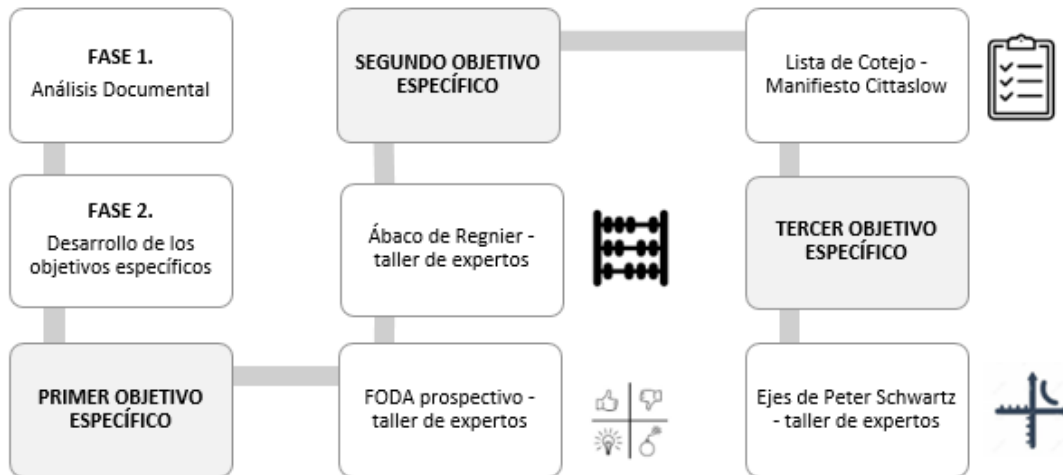 FASE 1.
Análisis Documental
FASE 2.
Desarrollo de los
objetivos específicos
PRIMER OBJETIVO
ESPECÍFICO
FODA prospectivo -
taller de expertos
Ábaco de Regnier -
taller de expertos
SEGUNDO OBJETIVO
ESPECÍFICO
Lista de Cotejo -
Manifiesto Cittaslow
TERCER OBJETIVO
ESPECÍFICO
Ejes de Peter Schwartz
- taller de expertos